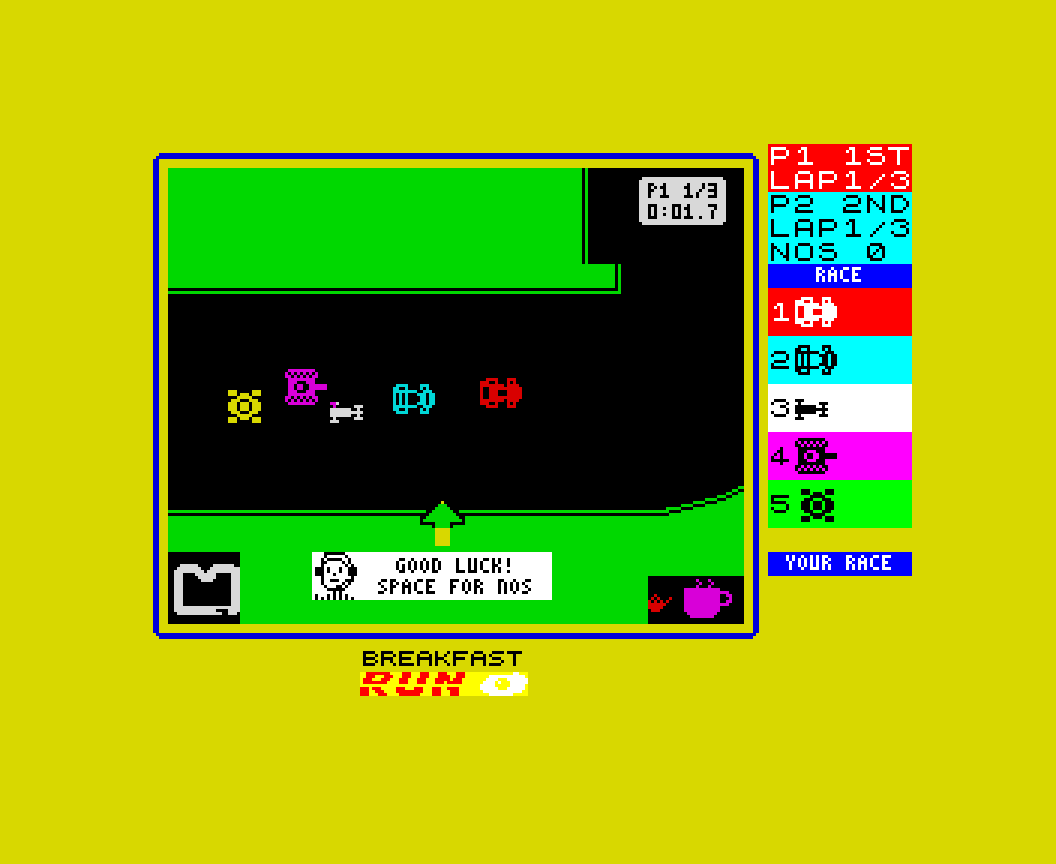 P1 1ST
LAP1/3
P2 2ND
LAP1/3
NOS 0
RACE
1
2
3
4
5
YOUR RACE
P1 1/3
0:01.7
GOOD LUCK!
SPACE FOR NOS
BREAKFAST
RUN